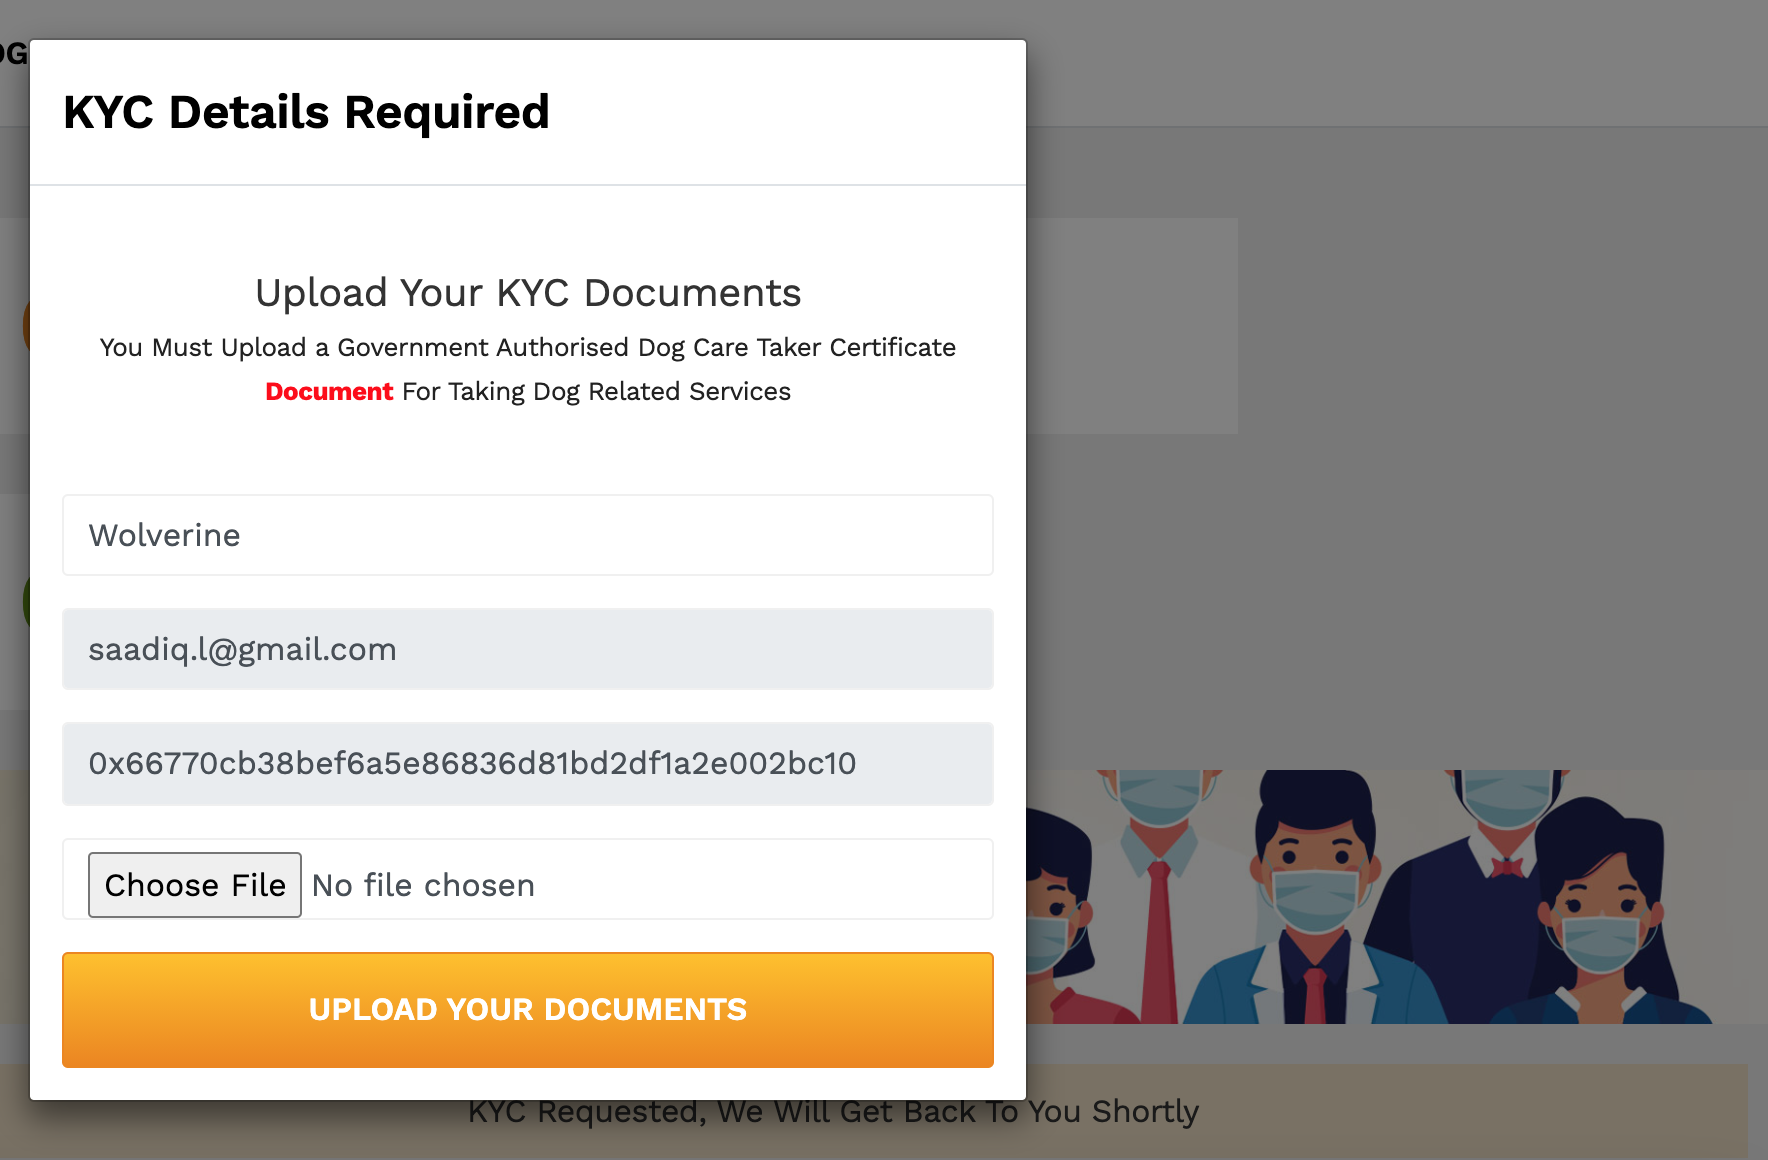 OG
KYC Details Required
Upload Your KYC Documents
You Must Upload a Government Authorised Dog Care Taker Certificate
Document For Taking Dog Related Services
Wolverine
saadiq.l@gmail.com
0x66770cb38bef6a5e86836d81bd2df1a2e002bc10
Choose File No file chosen
UPLOAD YOUR DOCUMENTS
KYC Requested, We Will Get Back To You Shortly